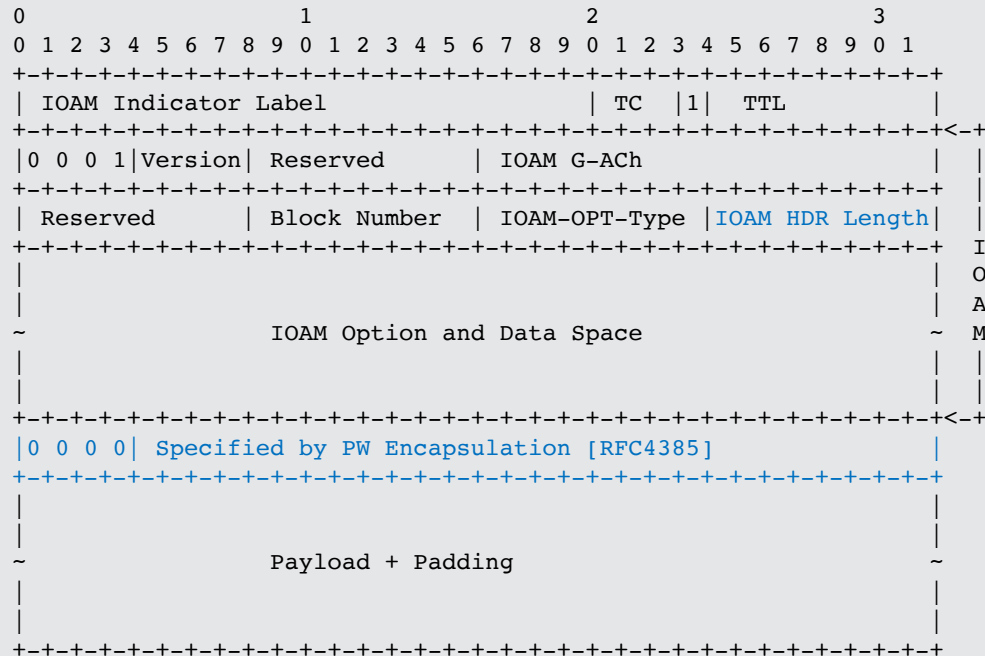 0                   1                   2                   3
0 1 2 3 4 5 6 7 8 9 0 1 2 3 4 5 6 7 8 9 0 1 2 3 4 5 6 7 8 9 0 1
+-+-+-+-+-+-+-+-+-+-+-+-+-+-+-+-+-+-+-+-+-+-+-+-+-+-+-+-+-+-+-+-+
| IOAM Indicator Label                  | TC  |1|  TTL          |
+-+-+-+-+-+-+-+-+-+-+-+-+-+-+-+-+-+-+-+-+-+-+-+-+-+-+-+-+-+-+-+-+<-+
|0 0 0 1|Version| Reserved      | IOAM G-ACh                    |  |
+-+-+-+-+-+-+-+-+-+-+-+-+-+-+-+-+-+-+-+-+-+-+-+-+-+-+-+-+-+-+-+-+  |
| Reserved      | Block Number  | IOAM-OPT-Type |IOAM HDR Length|  |
+-+-+-+-+-+-+-+-+-+-+-+-+-+-+-+-+-+-+-+-+-+-+-+-+-+-+-+-+-+-+-+-+  I
|                                                               |  O
|                                                               |  A
~                 IOAM Option and Data Space                    ~  M
|                                                               |  |
|                                                               |  |
+-+-+-+-+-+-+-+-+-+-+-+-+-+-+-+-+-+-+-+-+-+-+-+-+-+-+-+-+-+-+-+-+<-+
|0 0 0 0| Specified by PW Encapsulation [RFC4385]               |
+-+-+-+-+-+-+-+-+-+-+-+-+-+-+-+-+-+-+-+-+-+-+-+-+-+-+-+-+-+-+-+-+
|                                                               |
|                                                               |
~                 Payload + Padding                             ~
|                                                               |
|                                                               |
+-+-+-+-+-+-+-+-+-+-+-+-+-+-+-+-+-+-+-+-+-+-+-+-+-+-+-+-+-+-+-+-+